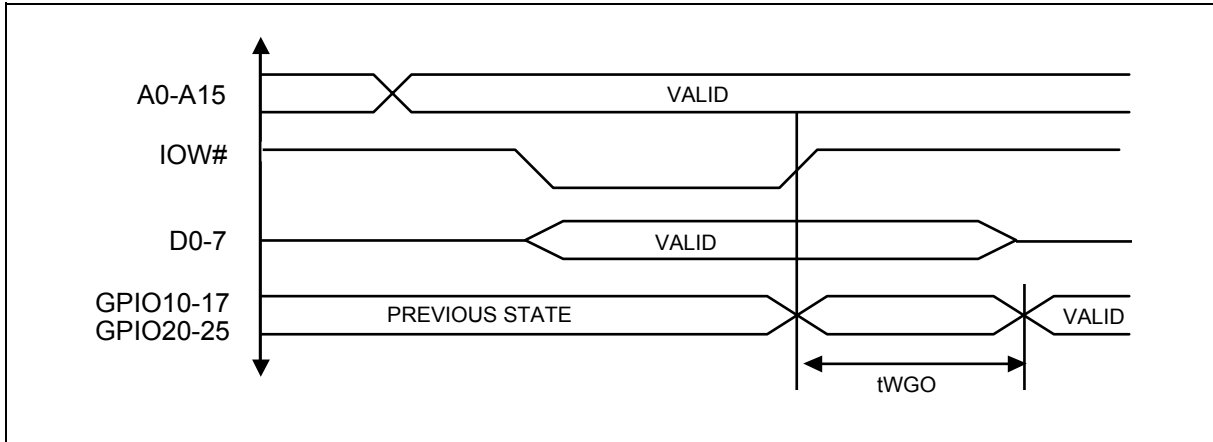 A0-A15
VALID
IOW#
D0-7
VALID
GPIO10-17
GPIO20-25
PREVIOUS STATE
VALID
tWGO